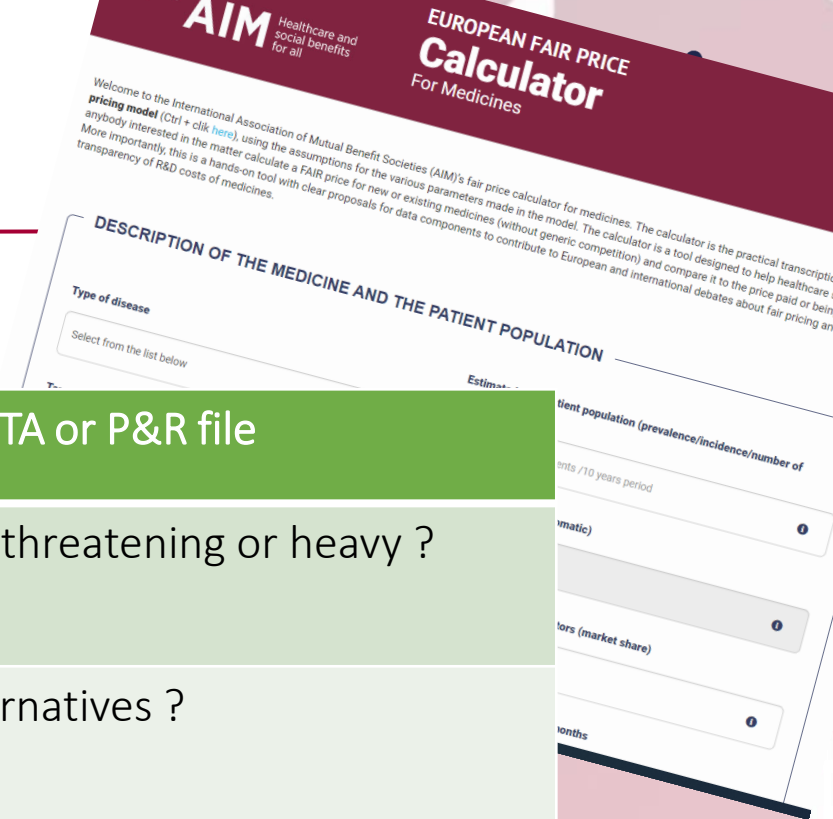 AIM Healthcare and
social benefits
for all
EUROPEAN FAIR PRICE
Calculator
For Medicines
Welcome to the International Association of Mutual Benefit Societies (AIM)'s fair price calculator for medicines. The calculator is the practical
pricing model (Ctrl + clik here), using the assumptions for the various parameters made in the model. The calculator is a tool designed to help healthcare
anybody interested in the matter calculate a FAIR price for new or existing medicines (without generic competition) and compare it to the price paid or
More importantly, this is a hands-on tool with clear proposals for data components to contribute to European and international debates about fair pricing
transparency of R&D costs of medicines.
DESCRIPTION OF THE MEDICINE AND THE PATIENT POPULATION
Type of disease
Select from the list below
tient population (prevalence/incidence/number of
ents /10 years period
matic)
tors (market share)
onths
TA or P&R file
threatening or heavy ?
rnatives ?